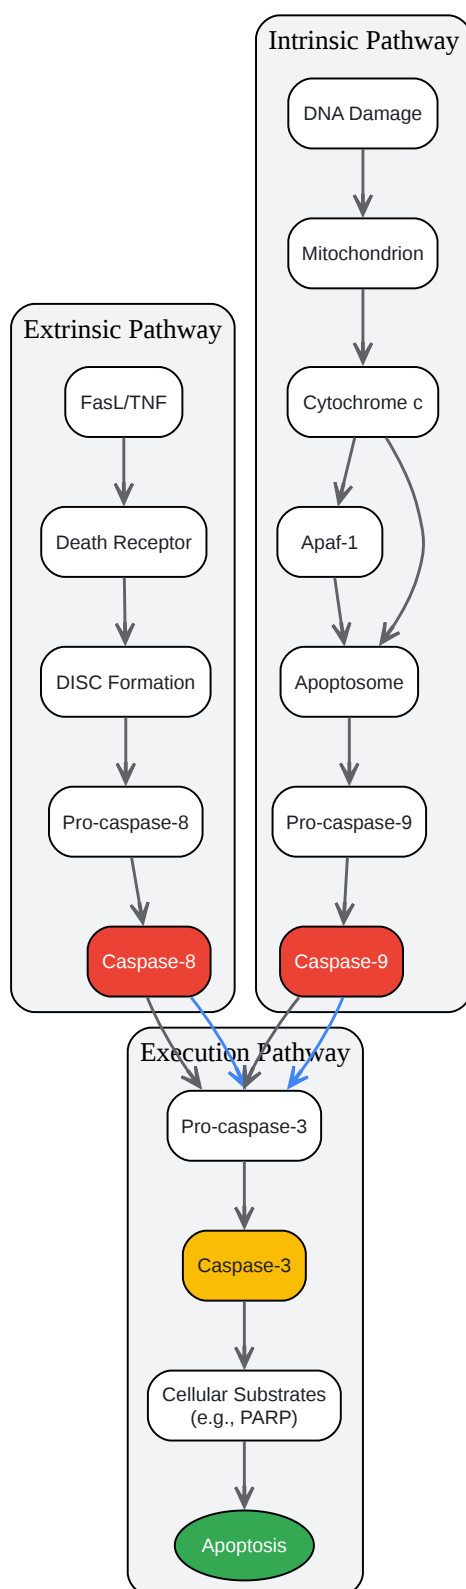 Intrinsic Pathway
DNA Damage
Mitochondrion
Cytochrome c
Apaf-1
Apoptosome
Pro-caspase-9
Caspase-9
Extrinsic Pathway
FasL/TNF
Death Receptor
DISC Formation
Pro-caspase-8
Caspase-8
Execution Pathway
Pro-caspase-3
Caspase-3
Cellular Substrates
(e.g., PARP)
Apoptosis